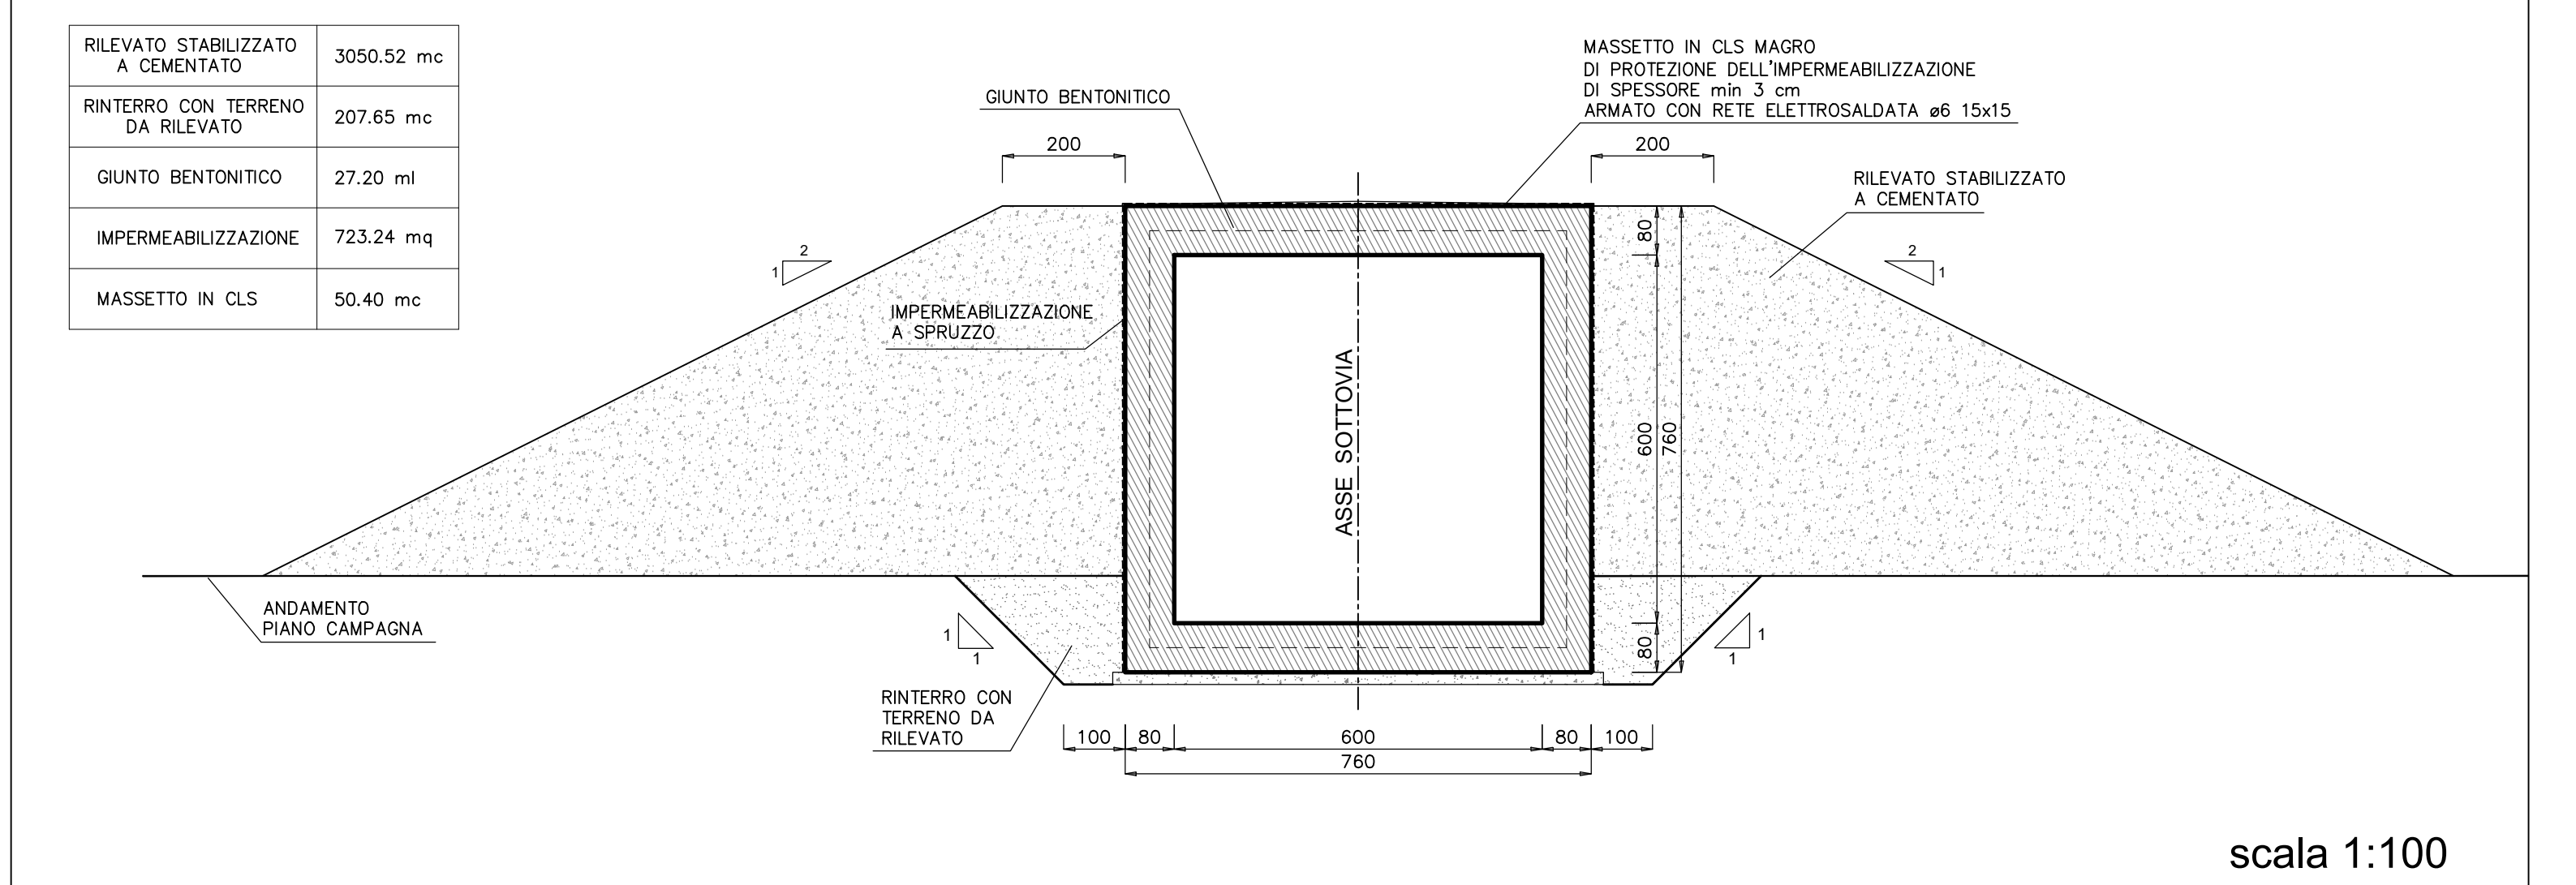 RILEVATO STABILIZZATO
A CEMENTATO
3050.52 mc
RINTERRO CON TERRENO
DA RILEVATO
207.65 mc
GIUNTO BENTONITICO
27.20 ml
IMPERMEABILIZZAZIONE
723.24 mq
MASSETTO IN CLS
50.40 mc
GIUNTO BENTONITICO
MASSETTO IN CLS MAGRO
DI PROTEZIONE DELL'IMPERMEABILIZZAZIONE
DI SPESSORE min 3 cm
ARMATO CON RETE ELETTROSALDATA ø6 15x15
200
200
RILEVATO STABILIZZATO
A CEMENTATO
2
1
2
1
80
IMPERMEABILIZZAZIONE
A SPRUZZO
ASSE SOTTOVIA
600
760
80
ANDAMENTO
PIANO CAMPAGNA
1
1
1
1
RINTERRO CON
TERRENO DA
RILEVATO
100
80
600
80
100
760
scala 1:100